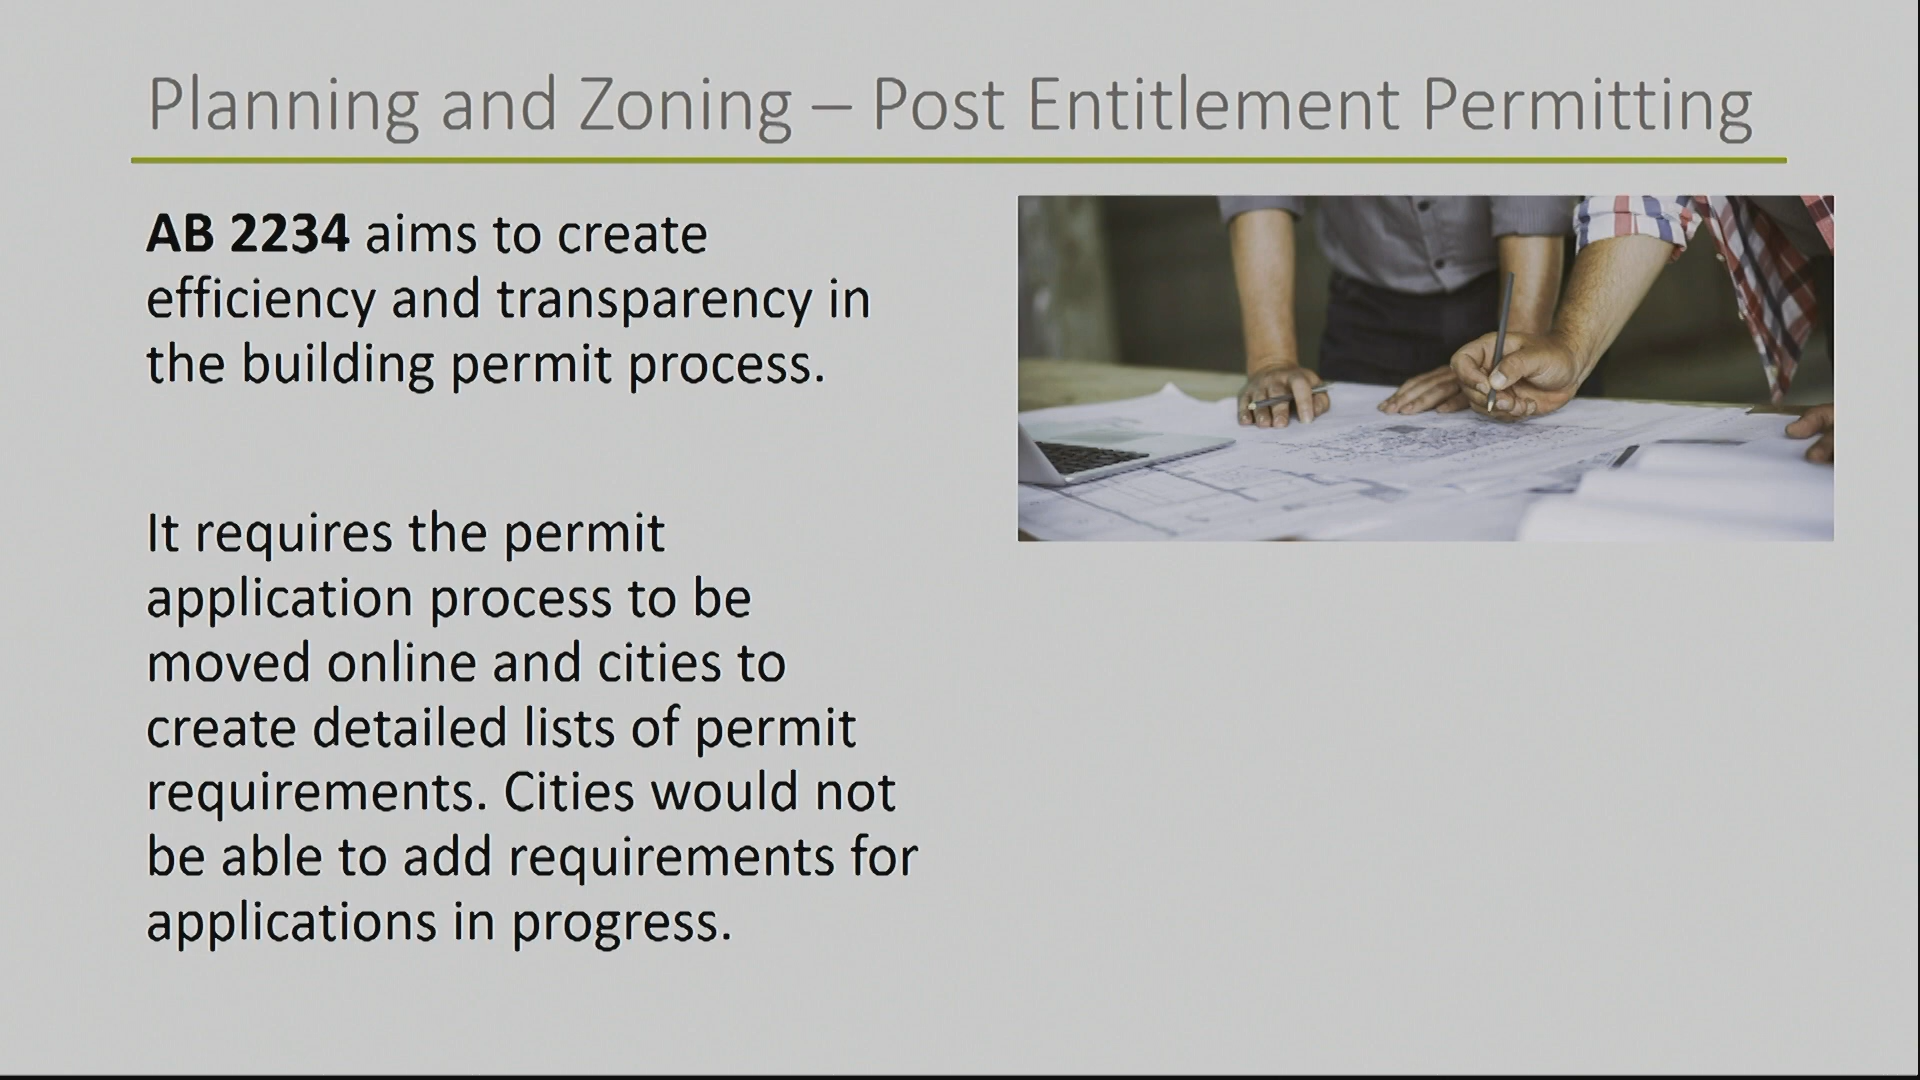 Planning and Zoning – Post Entitlement Permitting
AB 2234 aims to create
efficiency and transparency in
the building permit process.
It requires the permit
application process to be
moved online and cities to
create detailed lists of permit
requirements. Cities would not
be able to add requirements for
applications in progress.